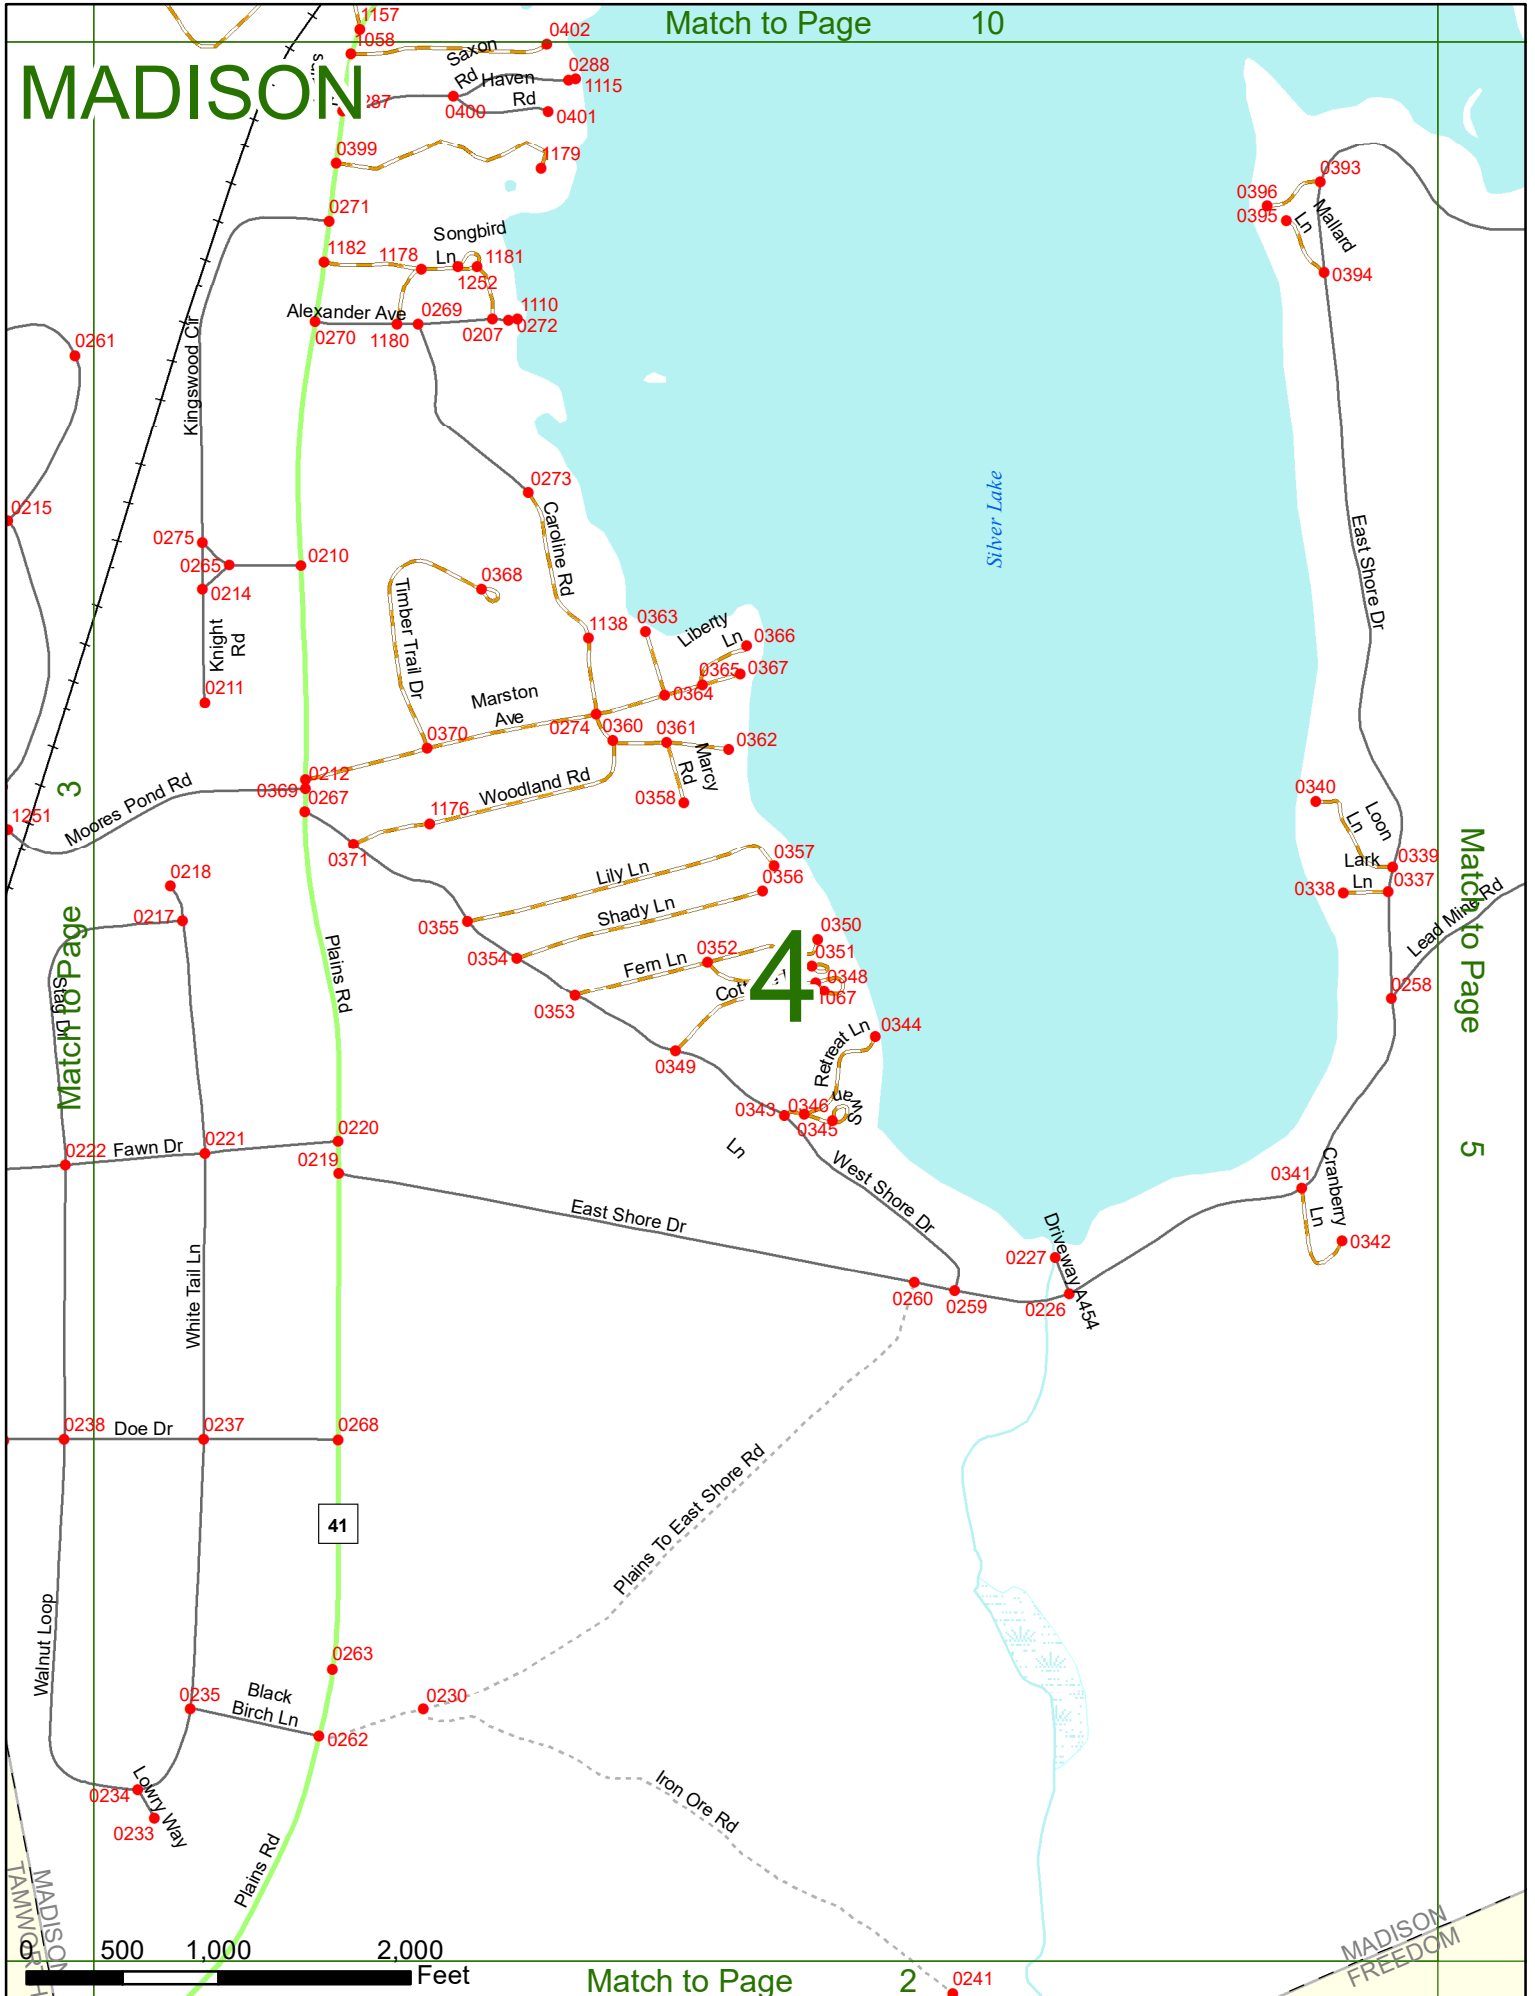 Match to Page 10
MADISON
1157
1058
Saxon
Rd
0402
Haven
Rd
0288
1115
0400
0401
0399
1179
0271
1182
1178
Songbird
Ln
1181
1252
Alexander Ave
0269
1110
0270
1180
0207
0272
Kingswood Cir
0261
0215
0275
0265
0214
0210
Knight
Rd
0211
0273
Caroline Rd
0368
Timber Trail Dr
1138
0363
Liberty
Ln
0366
0365
0367
0364
Marston
Ave
0274
0360
0361
0362
Marcy
Rd
0358
0370
0212
0369
0267
Woodland Rd
1176
0371
Moores Pond Rd
1251
3
Match to Page
0218
0217
Stag Dr
Plains Rd
Lily Ln
0357
0356
Shady Ln
0355
0354
0350
0352
0351
Fern Ln
0348
1067
0353
4
0349
Retreat Ln
0344
0343
0346
Swan
0345
Ln
West Shore Dr
Silver Lake
0393
0396
0395
Mallard
Ln
0394
East Shore Dr
0340
Loon
Ln
Lark
Ln
0339
0338
0337
Lead Mine Rd
0258
Match to Page
5
0341
Cranberry
Ln
0342
0222
Fawn Dr
0221
0220
0219
East Shore Dr
0227
Driveway A454
0260
0259
0226
White Tail Ln
0238
Doe Dr
0237
0268
41
Plains To East Shore Rd
Walnut Loop
0263
0235
Black
Birch Ln
0262
0230
0234
Lowry Way
0233
Iron Ore Rd
Plains Rd
MADISON
MADISON
FREEDOM
0 500 1,000 2,000
Feet
Match to Page 2
0241